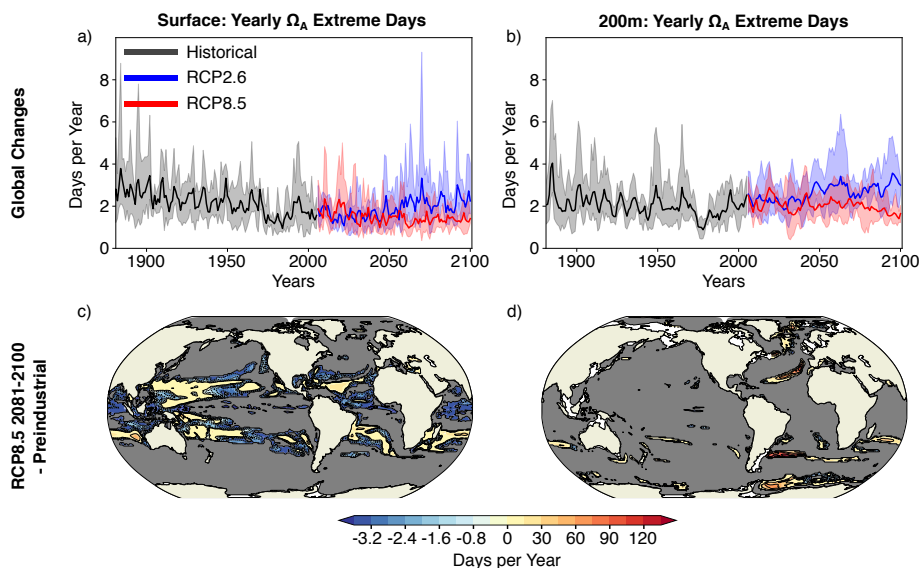 Surface: Yearly Ω_A Extreme Days
200m: Yearly Ω_A Extreme Days
a)
b)
Historical
RCP2.6
RCP8.5
Global Changes
Days per Year
0
2
4
6
8
1900
1950
2000
2050
2100
Years
Days per Year
0
2
4
6
8
1900
1950
2000
2050
2100
Years
c)
d)
RCP8.5 2081-2100
- Preindustrial
-3.2 -2.4 -1.6 -0.8 0 30 60 90 120
Days per Year